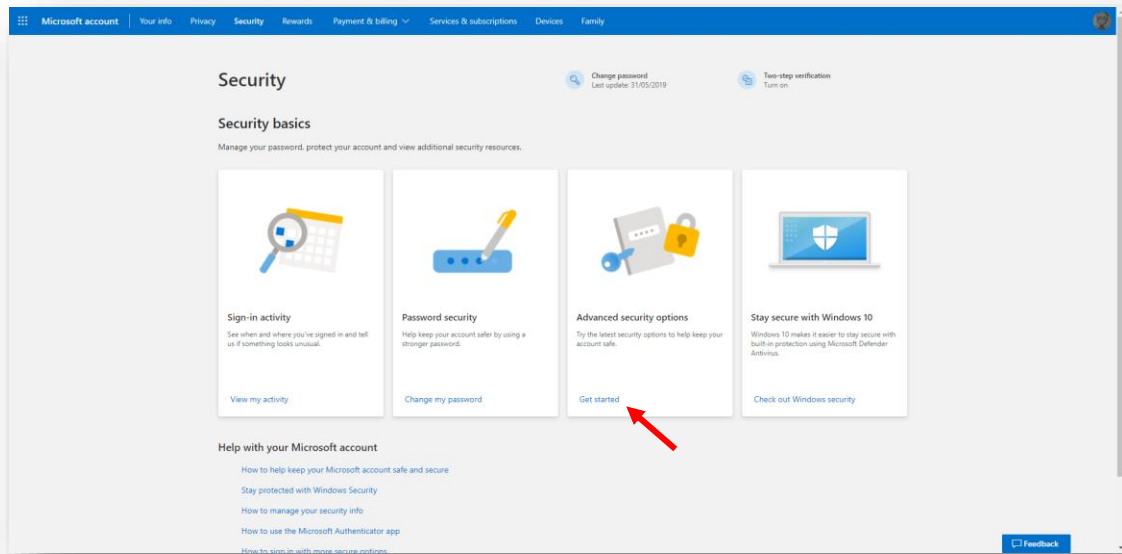 Microsoft account Your info Privacy Security Rewards Payment & billing Services & subscriptions Devices Family
Security
Change password
Last update: 31/05/2019
Two-step verification
Turn on
Security basics
Manage your password, protect your account and view additional security resources.
Sign-in activity
See when and where you've signed in and tell
us if something looks unusual.
View my activity
Password security
Help keep your account safer by using a
stronger password.
Change my password
Advanced security options
Try the latest security options to help keep your
account safe.
Get started
Stay secure with Windows 10
Windows 10 makes it easier to stay secure with
built-in protection using Microsoft Defender
Antivirus.
Check out Windows security
Help with your Microsoft account
How to help keep your Microsoft account safe and secure
Stay protected with Windows Security
How to manage your security info
How to use the Microsoft Authenticator app
How to sign in with more secure options
Feedback